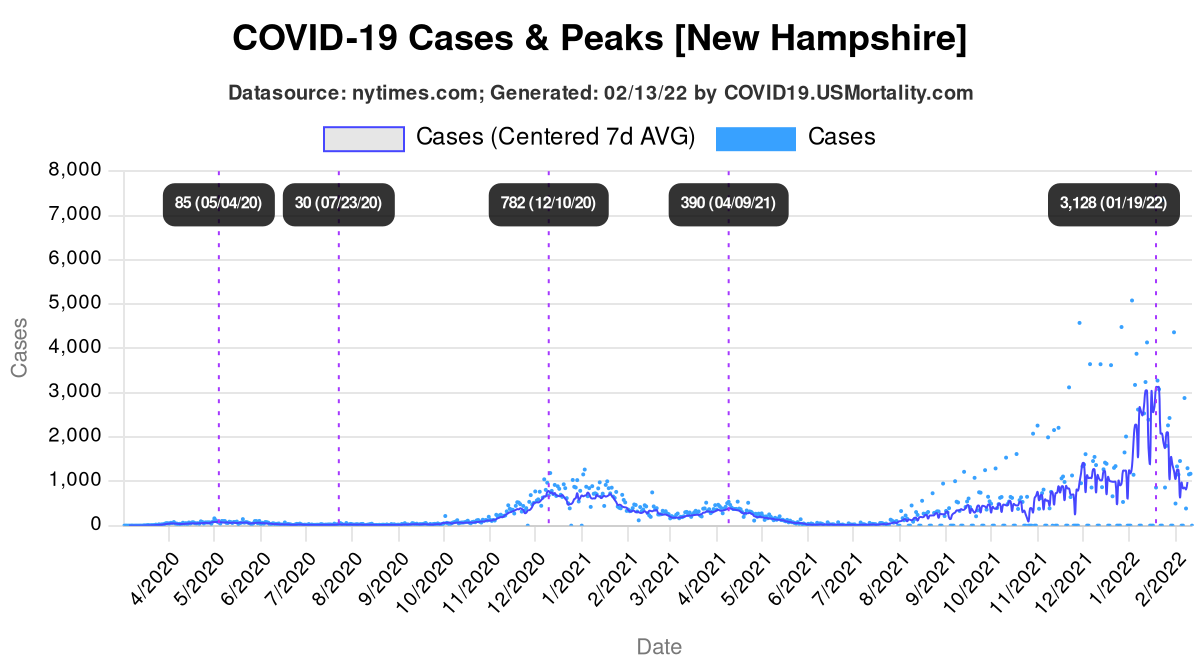 COVID-19 Cases & Peaks [New Hampshire]
Datasource: nytimes.com; Generated: 02/13/22 by COVID19.USMortality.com
Cases (Centered 7d AVG) Cases
8,000
85 (05/04/20) 30 (07/23/20) 782 (12/10/20) 390 (04/09/21) 3,128 (01/19/22)
7,000
6,000
5,000
4,000
3,000
2,000
1,000
0
Cases
4/2020 5/2020 6/2020 7/2020 8/2020 9/2020 10/2020 11/2020 12/2020 1/2021 2/2021 3/2021 4/2021 5/2021 6/2021 7/2021 8/2021 9/2021 10/2021 11/2021 12/2021 1/2022 2/2022
Date